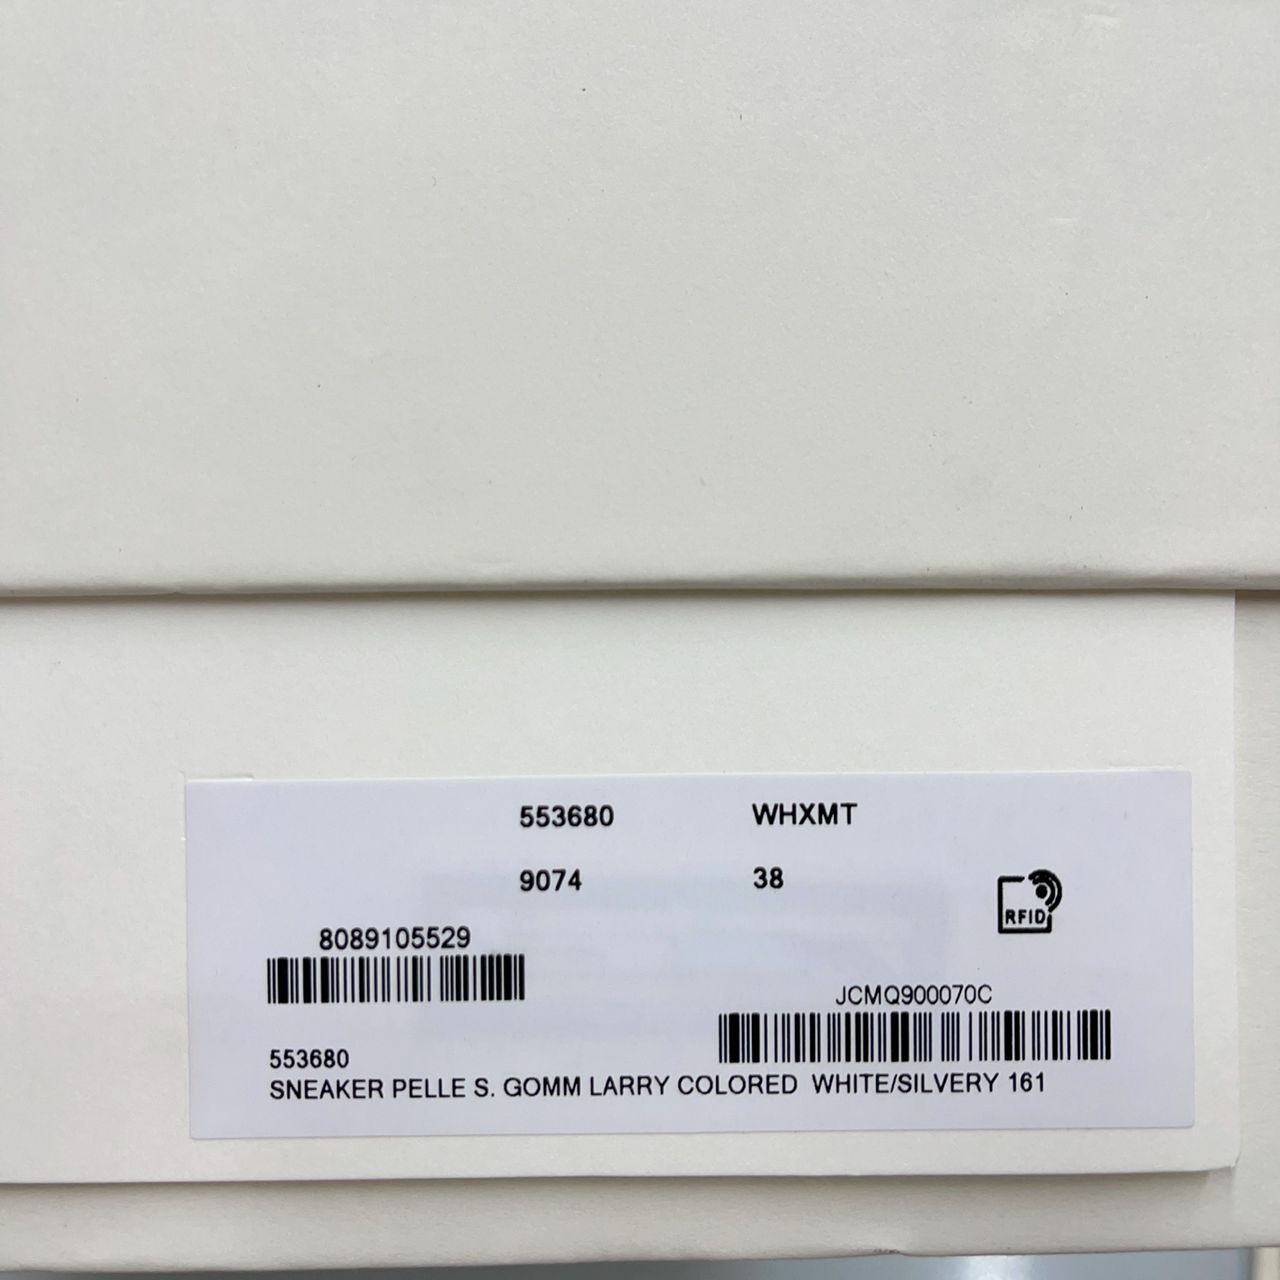 553680 WHXMT
9074 38
RFID
8089105529
JCMQ900070C
553680
SNEAKER PELLE S. GOMM LARRY COLORED WHITE/SILVERY 161